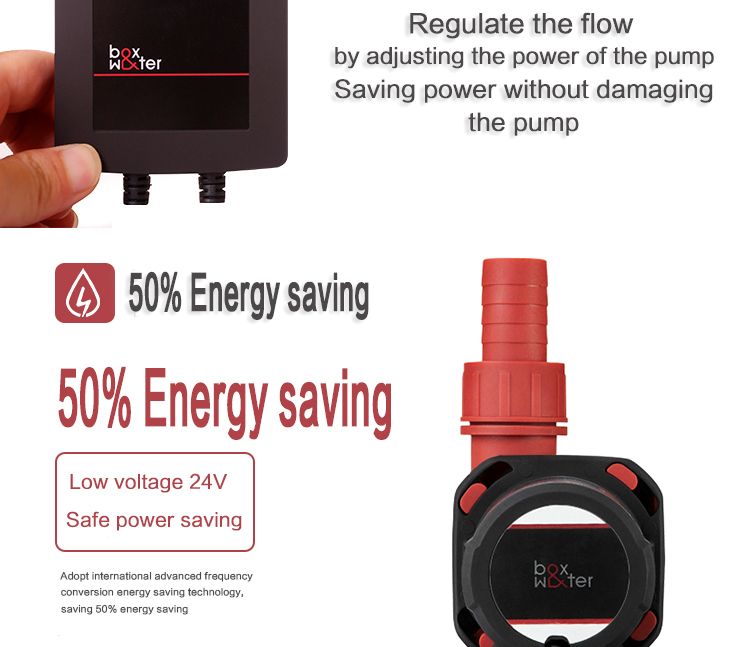 box
w&ter
Regulate the flow
by adjusting the power of the pump
Saving power without damaging
the pump
50% Energy saving
50% Energy saving
Low voltage 24V
Safe power saving
Adopt international advanced frequency
conversion energy saving technology,
saving 50% energy saving
box
w&ter